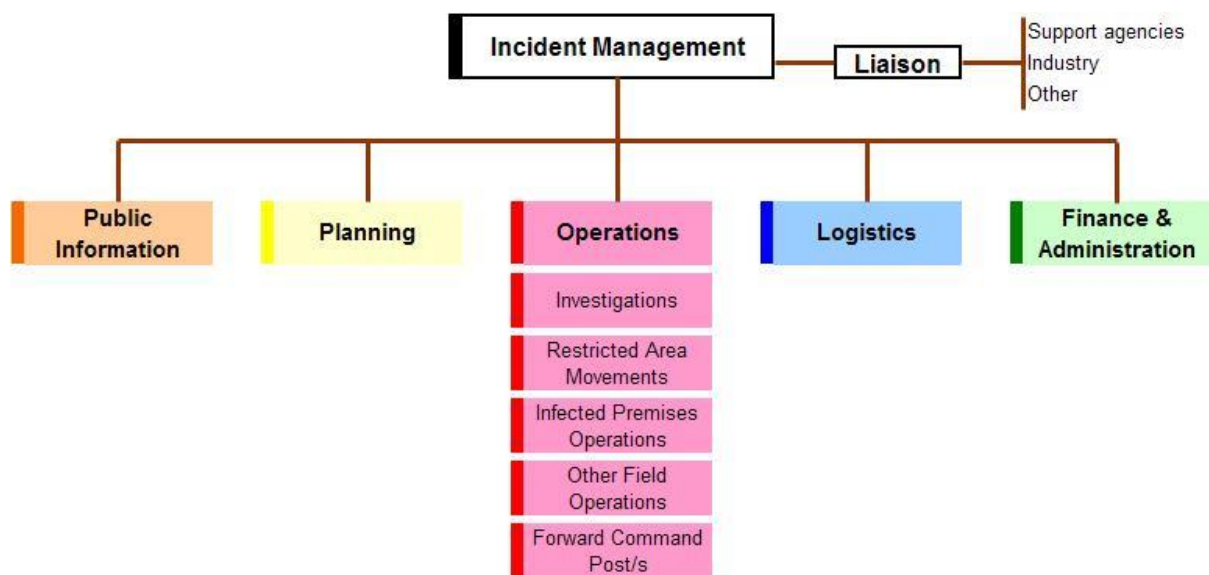 Incident Management
Liaison
Support agencies
Industry
Other
Public
Information
Planning
Operations
Logistics
Finance &
Administration
Investigations
Restricted Area
Movements
Infected Premises
Operations
Other Field
Operations
Forward Command
Post/s